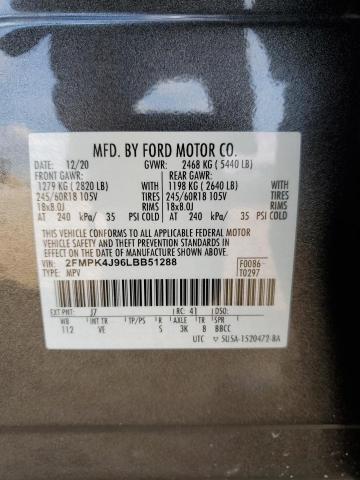 MFD. BY FORD MOTOR CO.
DATE: 12/20 GVWR: 2468 KG ( 5440 LB)
FRONT GAWR: REAR GAWR:
1279 KG ( 2820 LB) WITH 1198 KG ( 2640 LB) WITH
245/60R18 105V TIRES 245/60R18 105V TIRES
18x8.0J RIMS 18x8.0J RIMS
AT 240 kPa/ 35 PSI COLD AT 240 kPa/ 35 PSI COLD
THIS VEHICLE CONFORMS TO ALL APPLICABLE FEDERAL MOTOR
VEHICLE SAFETY, BUMPER, AND THEFT PREVENTION STANDARDS IN
EFFECT ON THE DATE OF MANUFACTURE SHOWN ABOVE.
VIN: 2FMPK4J96LBB51288 F0086
TYPE: MPV T0297
EXT PNT: J7 RC: 41 DSO:
WB INT TR TP/PS R AXLE TR SPR
112 VE S 3K 8 BBCC
UTC ▽ 5U5A-1520472-BA